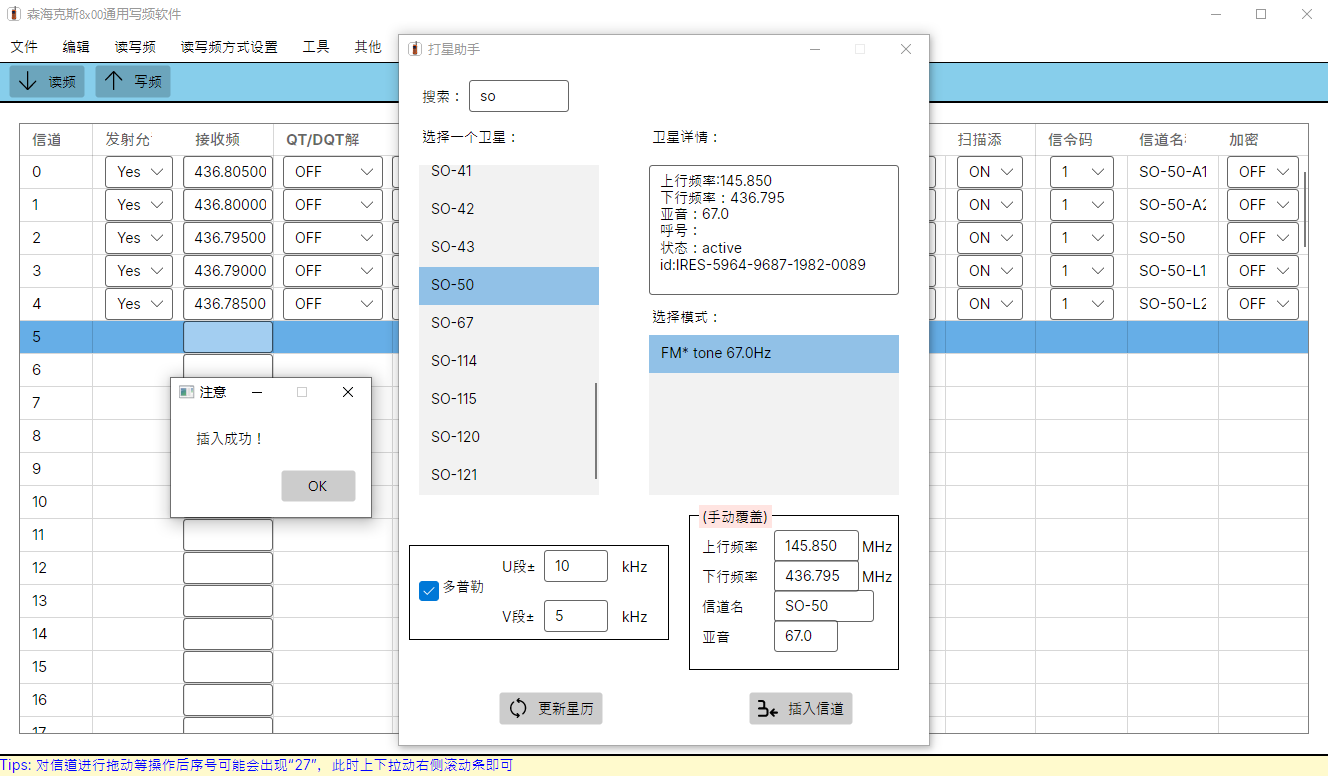 森海克斯8x00通用写频软件
文件 编辑 读写频 读写频方式设置 工具 其他
读频 写频
信道 发射允 接收频 QT/DQT解 扫描添 信令码 信道名 加密
0 Yes 436.80500 OFF ON 1 SO-50-A1 OFF
1 Yes 436.80000 OFF ON 1 SO-50-A2 OFF
2 Yes 436.79500 OFF ON 1 SO-50 OFF
3 Yes 436.79000 OFF ON 1 SO-50-L1 OFF
4 Yes 436.78500 OFF ON 1 SO-50-L2 OFF
5
6
7
8
9
10
11
12
13
14
15
16
17
注意
插入成功！
OK
打星助手
搜索： so
选择一个卫星：
SO-41
SO-42
SO-43
SO-50
SO-67
SO-114
SO-115
SO-120
SO-121
卫星详情：
上行频率:145.850
下行频率：436.795
亚音：67.0
呼号：
状态：active
id:IRES-5964-9687-1982-0089
选择模式：
FM* tone 67.0Hz
多普勒
U段± 10 kHz
V段± 5 kHz
(手动覆盖)
上行频率 145.850 MHz
下行频率 436.795 MHz
信道名 SO-50
亚音 67.0
更新星历 插入信道
Tips: 对信道进行拖动等操作后序号可能会出现“27”，此时上下拉动右侧滚动条即可